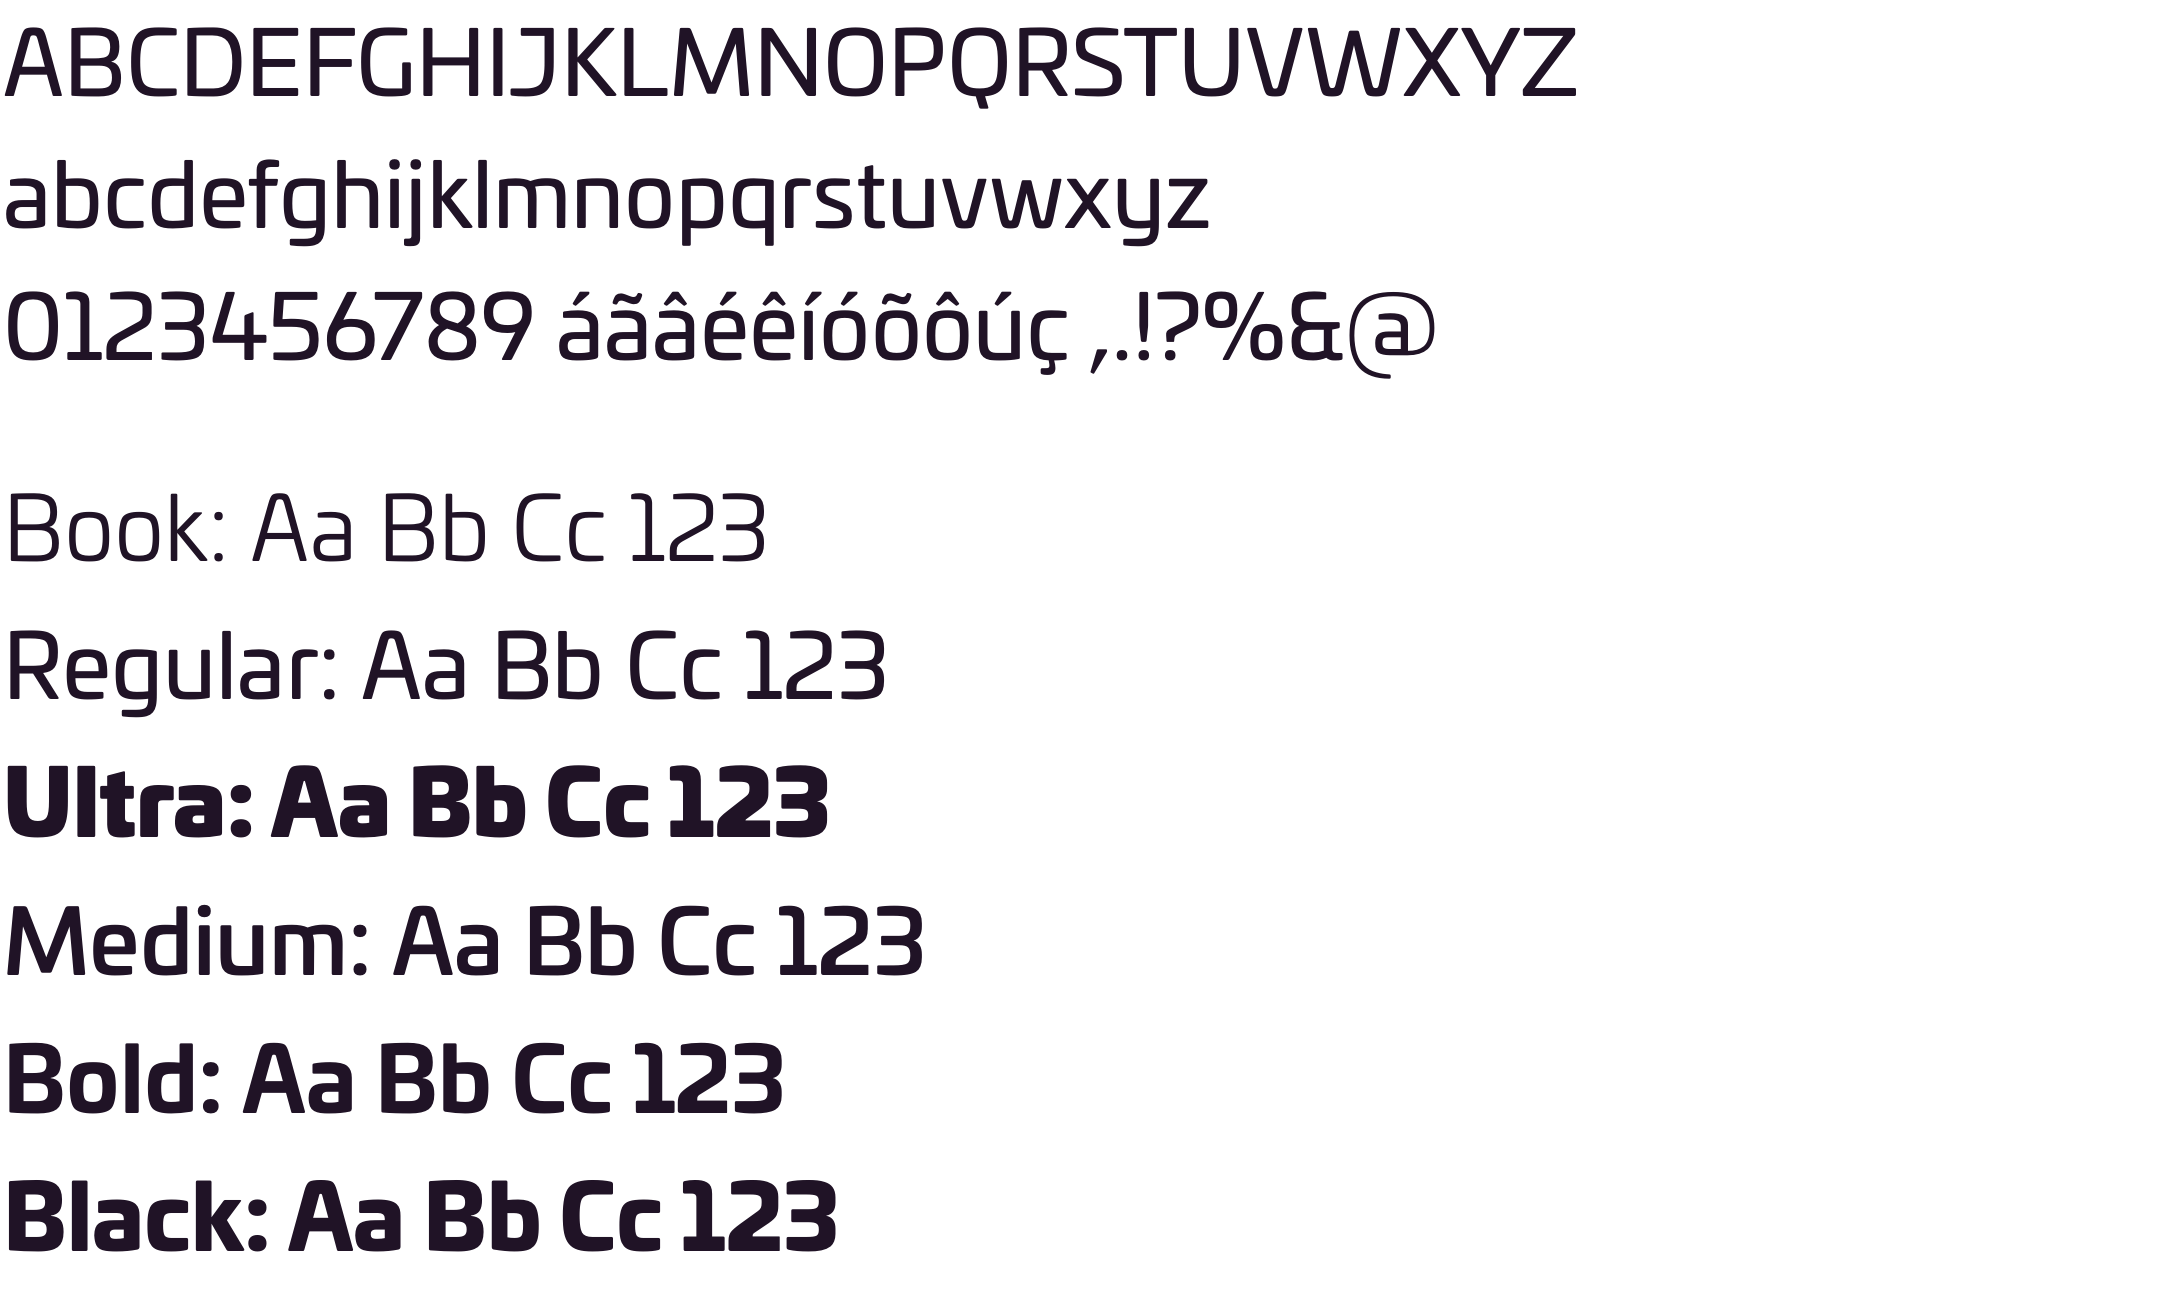 ABCDEFGHIJKLMNOPQRSTUVWXYZ
abcdefghijklmnopqrstuvwxyz
0123456789 áãâéêíóõôúç ,.!?%&@
Book: Aa Bb Cc 123
Regular: Aa Bb Cc 123
Ultra: Aa Bb Cc 123
Medium: Aa Bb Cc 123
Bold: Aa Bb Cc 123
Black: Aa Bb Cc 123